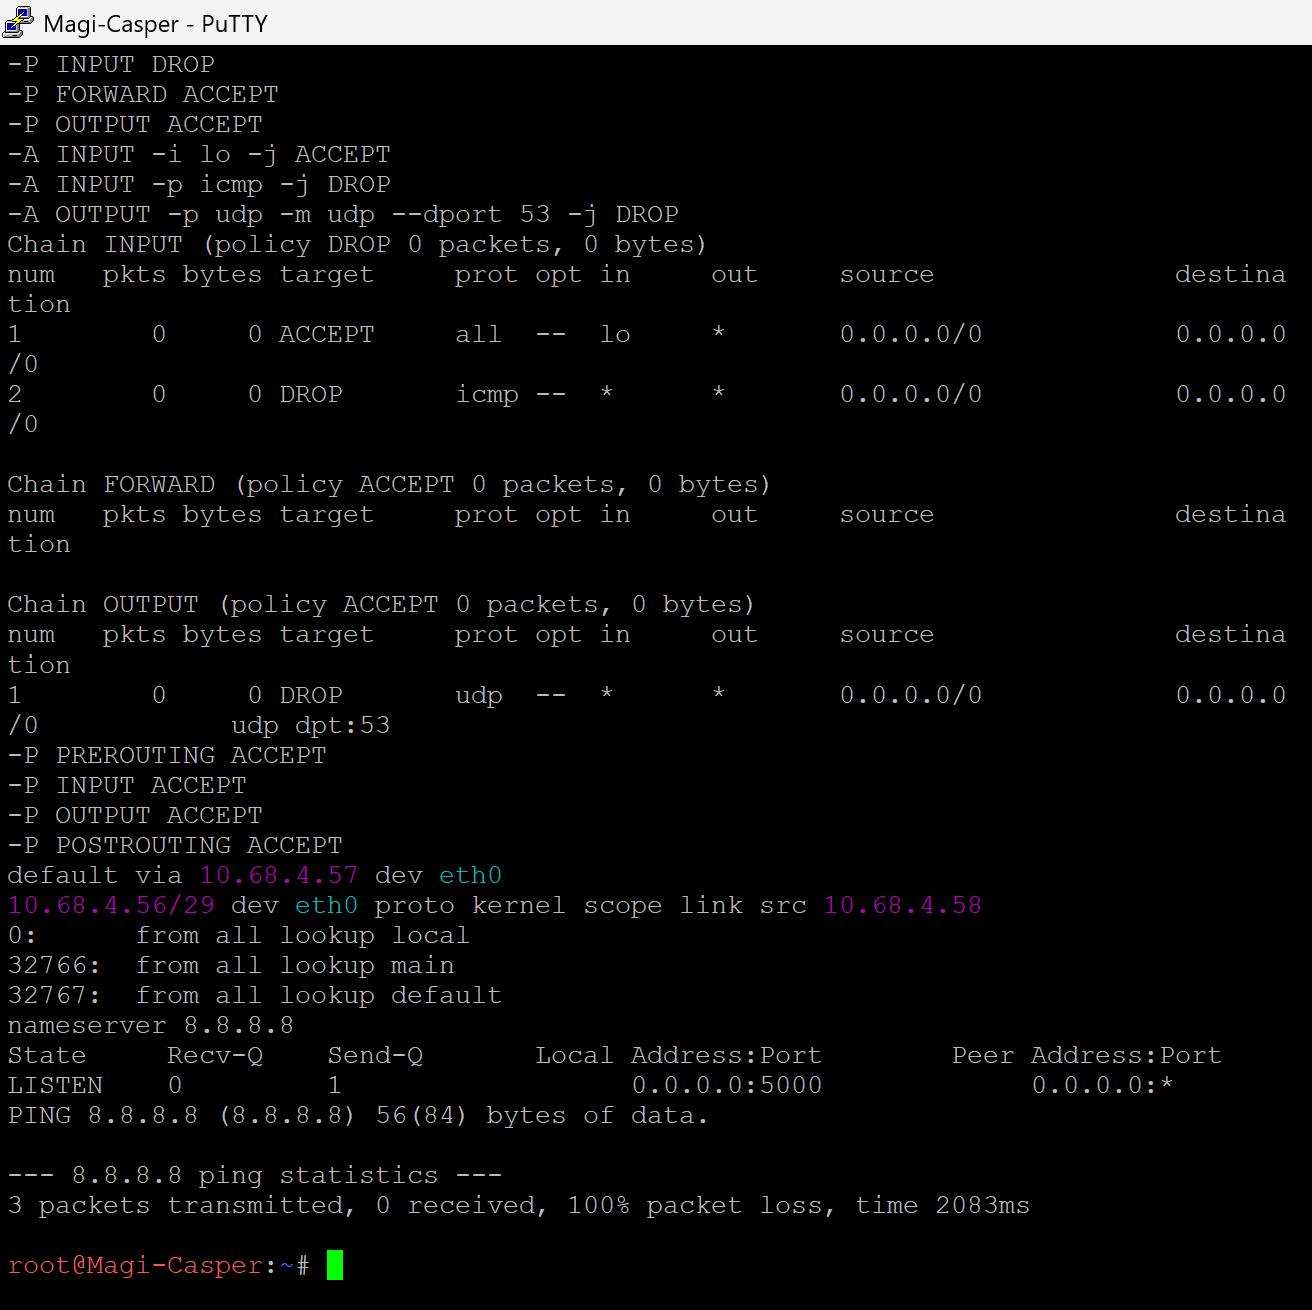 Magi-Casper - PuTTY
-P INPUT DROP
-P FORWARD ACCEPT
-P OUTPUT ACCEPT
-A INPUT -i lo -j ACCEPT
-A INPUT -p icmp -j DROP
-A OUTPUT -p udp -m udp --dport 53 -j DROP
Chain INPUT (policy DROP 0 packets, 0 bytes)
num   pkts bytes target     prot opt in     out     source               destina
tion
1        0     0 ACCEPT     all  --  lo     *       0.0.0.0/0            0.0.0.0
/0
2        0     0 DROP       icmp --  *      *       0.0.0.0/0            0.0.0.0
/0

Chain FORWARD (policy ACCEPT 0 packets, 0 bytes)
num   pkts bytes target     prot opt in     out     source               destina
tion

Chain OUTPUT (policy ACCEPT 0 packets, 0 bytes)
num   pkts bytes target     prot opt in     out     source               destina
tion
1        0     0 DROP       udp  --  *      *       0.0.0.0/0            0.0.0.0
/0            udp dpt:53
-P PREROUTING ACCEPT
-P INPUT ACCEPT
-P OUTPUT ACCEPT
-P POSTROUTING ACCEPT
default via 10.68.4.57 dev eth0
10.68.4.56/29 dev eth0 proto kernel scope link src 10.68.4.58
0:      from all lookup local
32766:  from all lookup main
32767:  from all lookup default
nameserver 8.8.8.8
State     Recv-Q    Send-Q       Local Address:Port        Peer Address:Port
LISTEN    0         1                  0.0.0.0:5000             0.0.0.0:*
PING 8.8.8.8 (8.8.8.8) 56(84) bytes of data.

--- 8.8.8.8 ping statistics ---
3 packets transmitted, 0 received, 100% packet loss, time 2083ms

root@Magi-Casper:~#